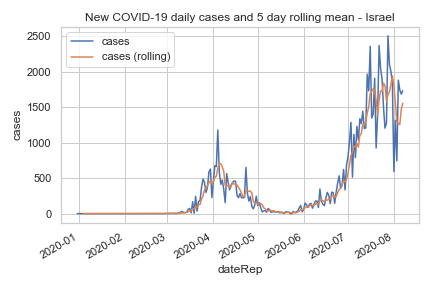 New COVID-19 daily cases and 5 day rolling mean - Israel
cases
cases (rolling)
2500
2000
1500
1000
500
0
cases
2020-01
2020-02
2020-03
2020-04
2020-05
2020-06
2020-07
2020-08
dateRep